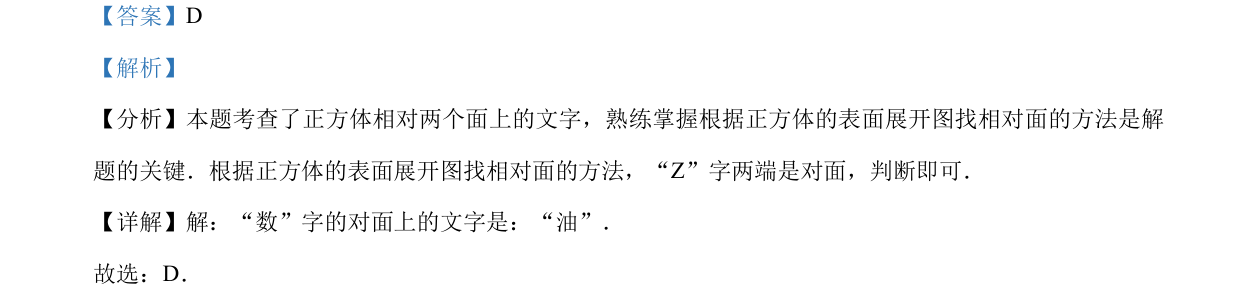 【答案】D
【解析】
【分析】本题考查了正方体相对两个面上的文字，熟练掌握根据正方体的表面展开图找相对面的方法是解
题的关键．根据正方体的表面展开图找相对面的方法，“Z”字两端是对面，判断即可．
【详解】解：“数”字的对面上的文字是：“油”．
故选：D．